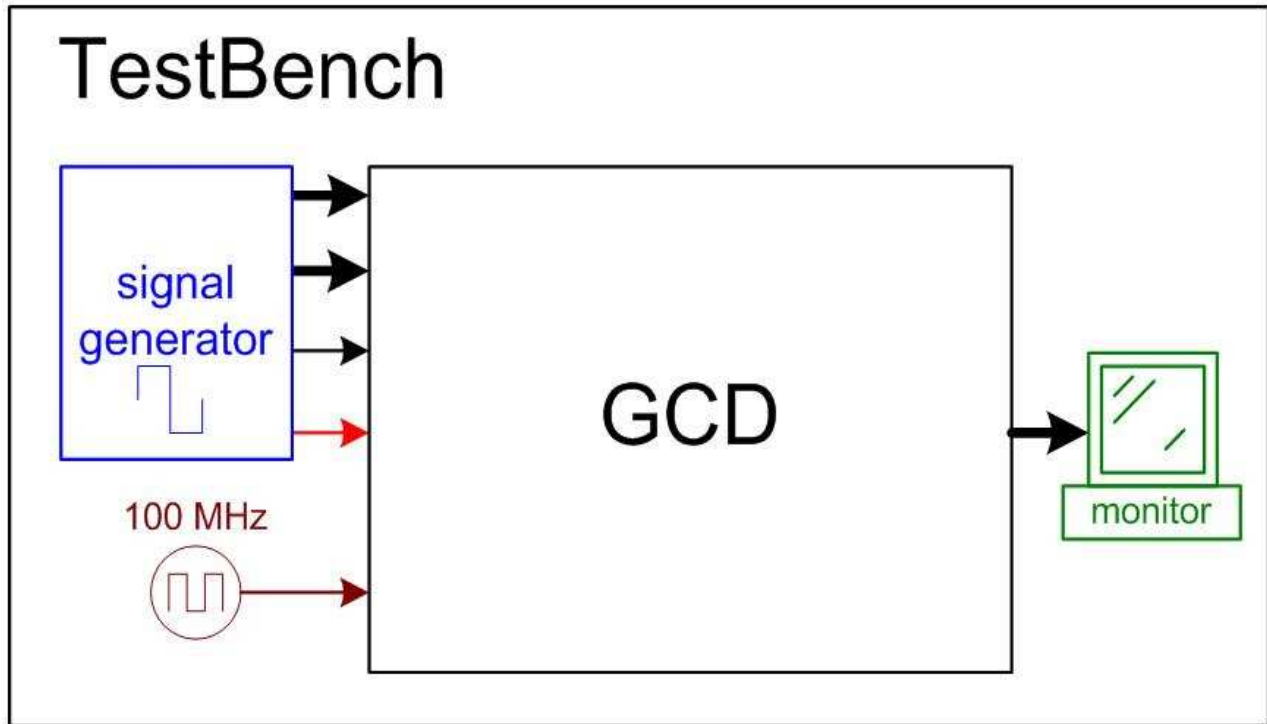 TestBench
signal
generator
100 MHz
GCD
monitor